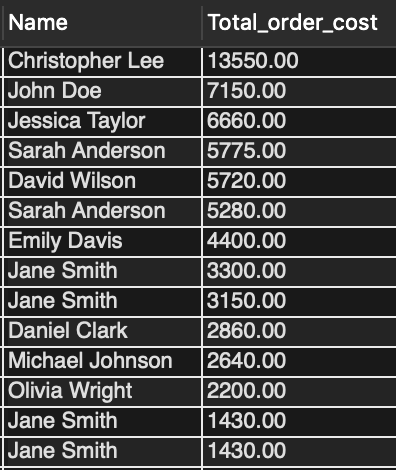 Name Total_order_cost
Christopher Lee 13550.00
John Doe 7150.00
Jessica Taylor 6660.00
Sarah Anderson 5775.00
David Wilson 5720.00
Sarah Anderson 5280.00
Emily Davis 4400.00
Jane Smith 3300.00
Jane Smith 3150.00
Daniel Clark 2860.00
Michael Johnson 2640.00
Olivia Wright 2200.00
Jane Smith 1430.00
Jane Smith 1430.00